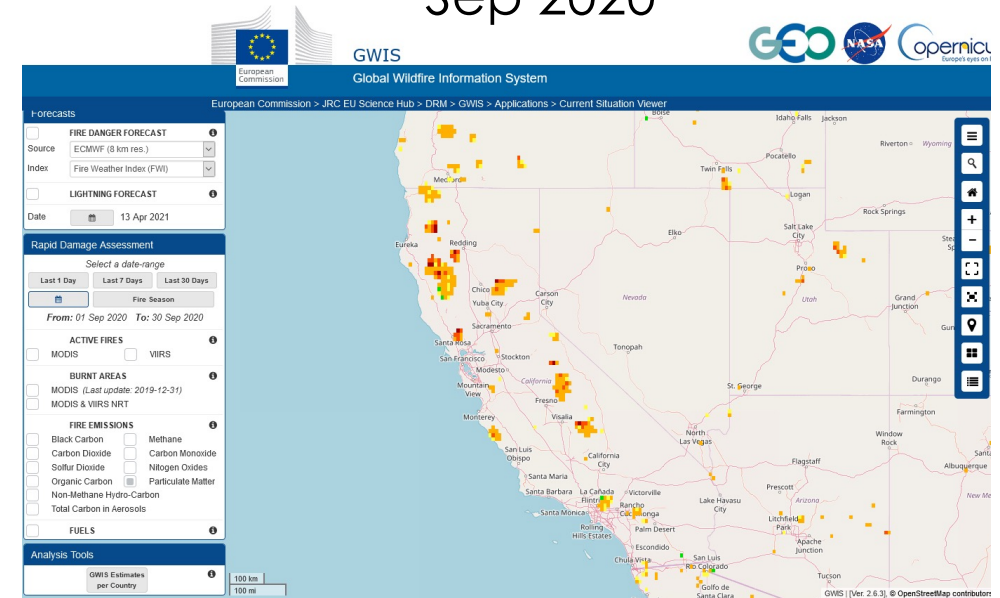 Sep 2020
European
Commission
GWIS
GEO
NASA
opernicu
Europe's eyes on
Global Wildfire Information System
European Commission > JRC EU Science Hub > DRM > GWIS > Applications > Current Situation Viewer
Forecasts
FIRE DANGER FORECAST
Source ECMWF (8 km res.)
Index Fire Weather Index (FWI)
LIGHTNING FORECAST
Date 13 Apr 2021
Rapid Damage Assessment
Select a date-range
Last 1 Day Last 7 Days Last 30 Days
Fire Season
From: 01 Sep 2020 To: 30 Sep 2020
ACTIVE FIRES
MODIS VIIRS
BURNT AREAS
MODIS (Last update: 2019-12-31)
MODIS & VIIRS NRT
FIRE EMISSIONS
Black Carbon Methane
Carbon Dioxide Carbon Monoxide
Solfur Dioxide Nitogen Oxides
Organic Carbon Particulate Matter
Non-Methane Hydro-Carbon
Total Carbon in Aerosols
FUELS
Analysis Tools
GWIS Estimates
per Country
Boise
Idaho Falls
Jackson
Riverton
Wyoming
Pocatello
Twin Falls
Medford
Logan
Rock Springs
Salt Lake
City
Elko
Eureka
Redding
Provo
Chico
Yuba City
Carson
City
Nevada
Utah
Grand
Junction
Gun
Sacramento
Santa Rosa
San Francisco
Stockton
Modesto
Tonopah
Mountain
View
California
Fresno
St. George
Durango
Monterey
Visalia
Farmington
San Luis
Obispo
California
City
North
Las Vegas
Window
Rock
Santa
Flagstaff
Albuquerque
Santa Maria
Santa Barbara
La Cañada
Flintri
Victorville
Rancho
Cucamonga
Lake Havasu
City
Prescott
Arizona
New Me
Santa Monica
Rolling
Hills Estates
Palm Desert
Litchfield
Park
Apache
Junction
Escondido
Chula Vista
San Luis
Rio Colorado
Golfo de
Santa Clara
Tucson
100 km
100 mi
GWIS | [Ver. 2.6.3], © OpenStreetMap contributors